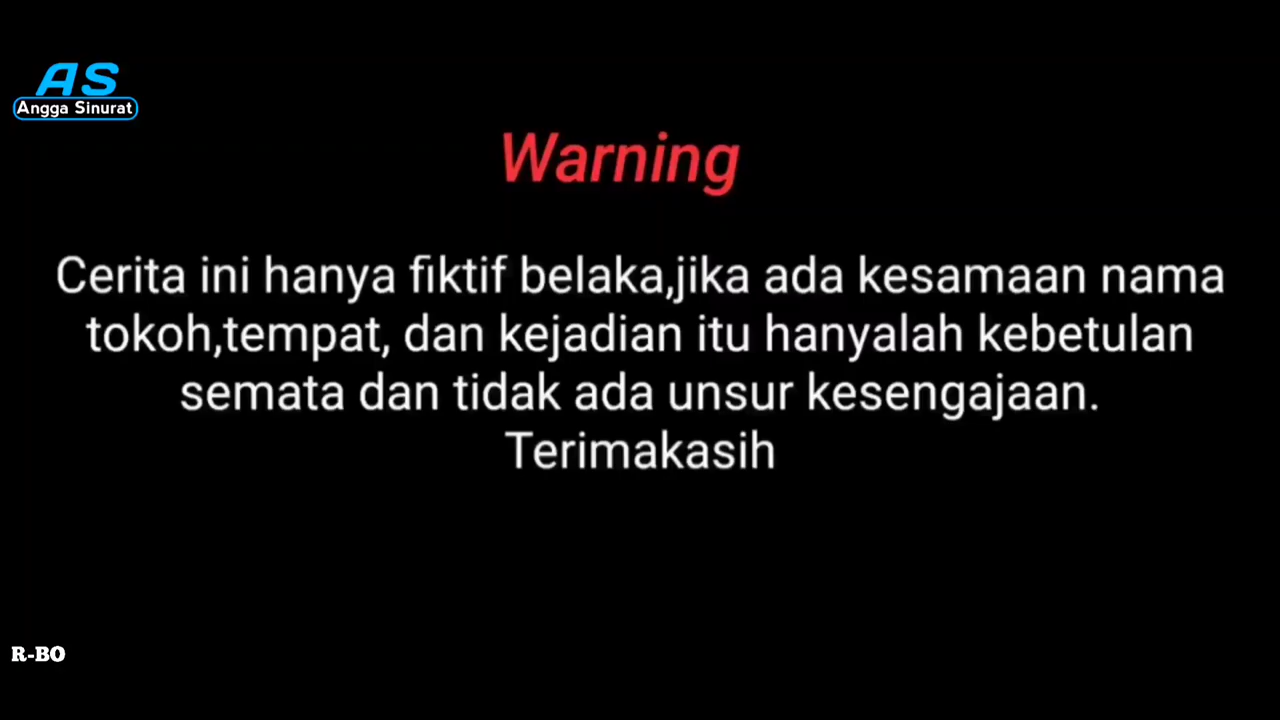 AS
Angga Sinurat
Warning
Cerita ini hanya fiktif belaka,jika ada kesamaan nama
tokoh,tempat, dan kejadian itu hanyalah kebetulan
semata dan tidak ada unsur kesengajaan.
Terimakasih
R-BO